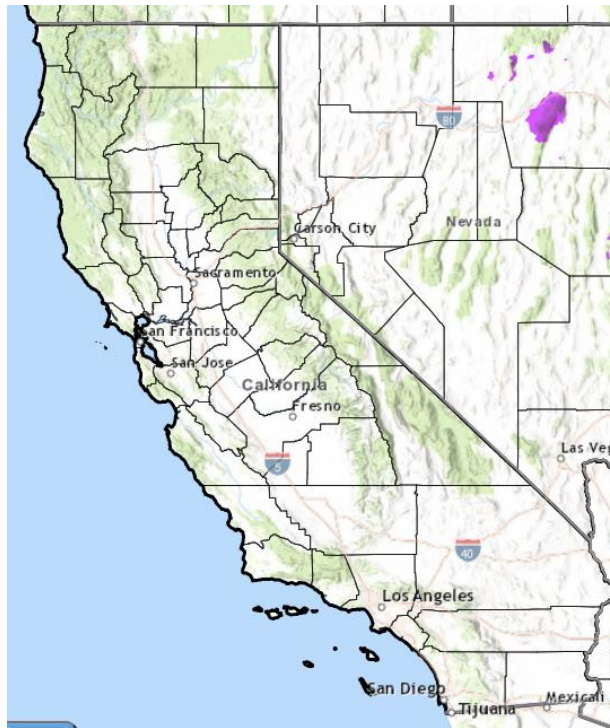 80
Nevada
Carson City
Sacramento
San Francisco
San Jose
California
Fresno
5
Las Veg
40
Los Angeles
San Diego
Tijuana
Mexicali